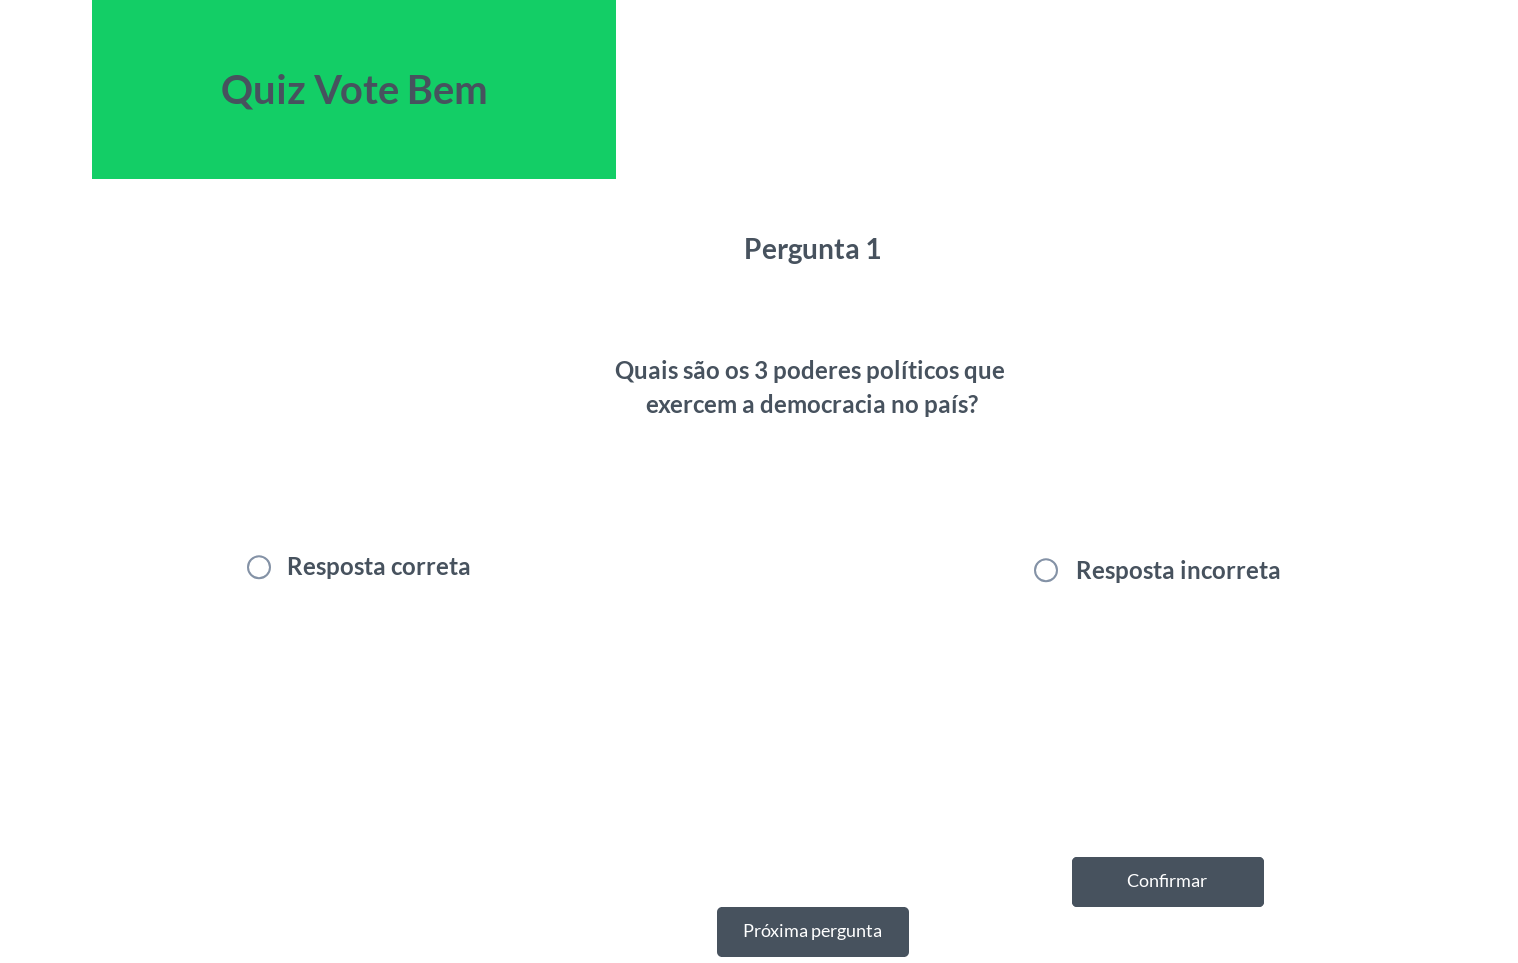 Quiz Vote Bem
Pergunta 1
Quais são os 3 poderes políticos que
exercem a democracia no país?
Resposta correta
Resposta incorreta
Confirmar
Próxima pergunta